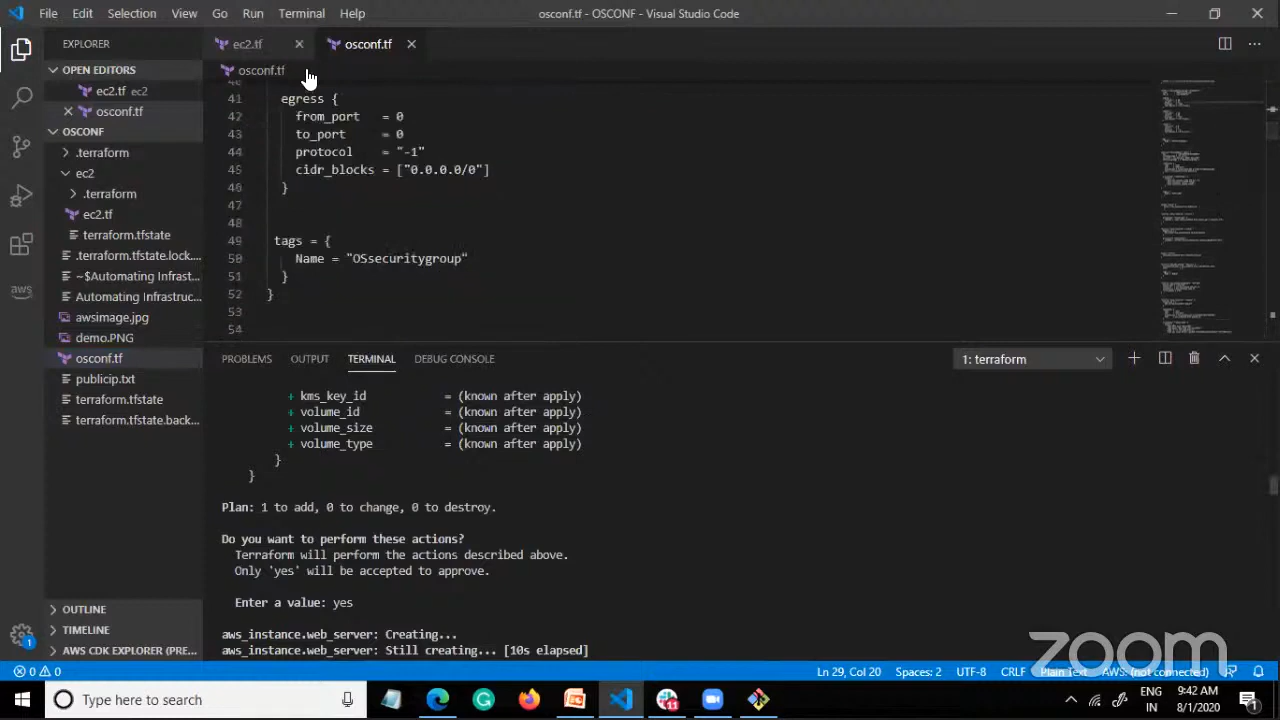 File Edit Selection View Go Run Terminal Help osconf.tf - OSCONF - Visual Studio Code
EXPLORER
ec2.tf
osconf.tf
OPEN EDITORS
ec2.tf ec2
osconf.tf
OSCONF
.terraform
ec2
.terraform
ec2.tf
terraform.tfstate
.terraform.tfstate.lock....
~$Automating Infrast...
Automating Infrastruc...
awsimage.jpg
demo.PNG
osconf.tf
publicip.txt
terraform.tfstate
terraform.tfstate.back...
OUTLINE
TIMELINE
AWS CDK EXPLORER (PRE...
aws
1
osconf.tf
40
41 egress {
42 from_port = 0
43 to_port = 0
44 protocol = "-1"
45 cidr_blocks = ["0.0.0.0/0"]
46 }
47
48
49 tags = {
50 Name = "OSsecuritygroup"
51 }
52 }
53
54
PROBLEMS OUTPUT TERMINAL DEBUG CONSOLE 1: terraform
+ kms_key_id = (known after apply)
+ volume_id = (known after apply)
+ volume_size = (known after apply)
+ volume_type = (known after apply)
}
}
Plan: 1 to add, 0 to change, 0 to destroy.
Do you want to perform these actions?
Terraform will perform the actions described above.
Only 'yes' will be accepted to approve.
Enter a value: yes
aws_instance.web_server: Creating...
aws_instance.web_server: Still creating... [10s elapsed]
zoom
0 0 Ln 29, Col 20 Spaces: 2 UTF-8 CRLF Plain Text AWS: (not connected)
Type here to search
11
ENG
IN
9:42 AM
8/1/2020
1